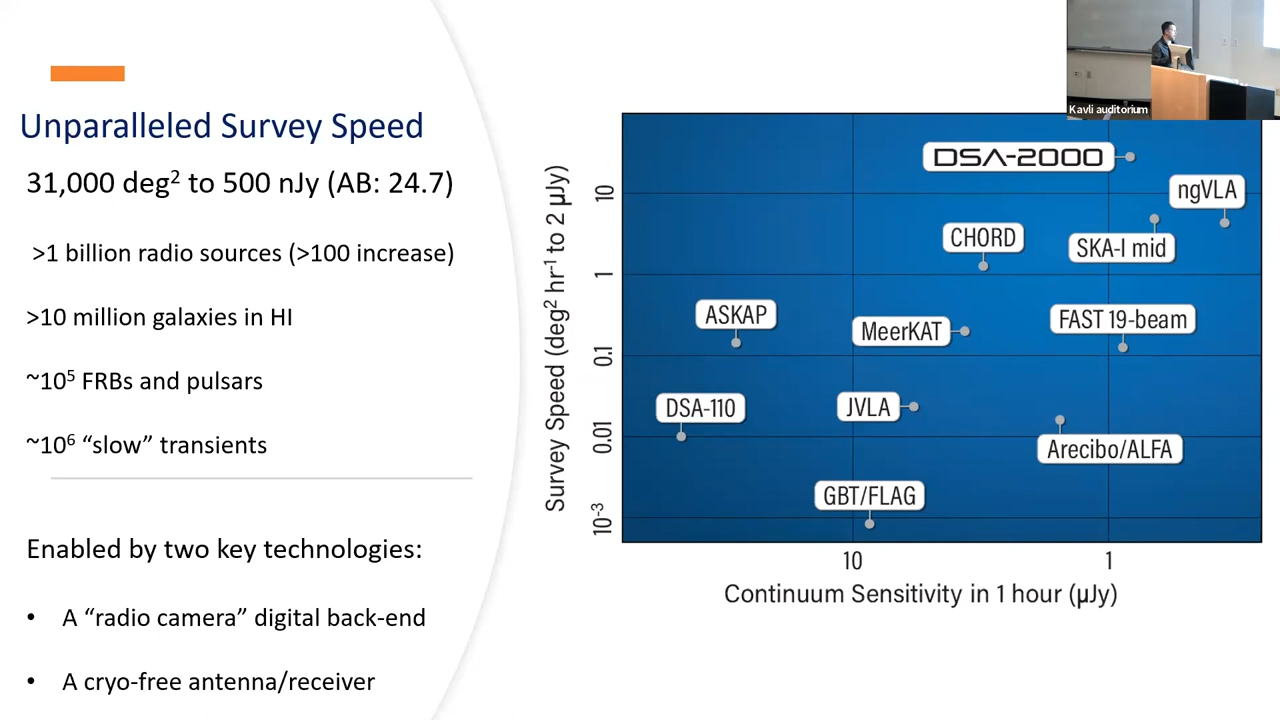 Unparalleled Survey Speed
31,000 deg² to 500 nJy (AB: 24.7)
>1 billion radio sources (>100 increase)
>10 million galaxies in HI
~10⁵ FRBs and pulsars
~10⁶ “slow” transients
Enabled by two key technologies:
• A “radio camera” digital back-end
• A cryo-free antenna/receiver
Kavli auditorium
Survey Speed (deg² hr⁻¹ to 2 µJy)
10
1
0.1
0.01
10⁻³
DSA-2000
ngVLA
CHORD
SKA-I mid
ASKAP
MeerKAT
FAST 19-beam
DSA-110
JVLA
Arecibo/ALFA
GBT/FLAG
10
1
Continuum Sensitivity in 1 hour (µJy)